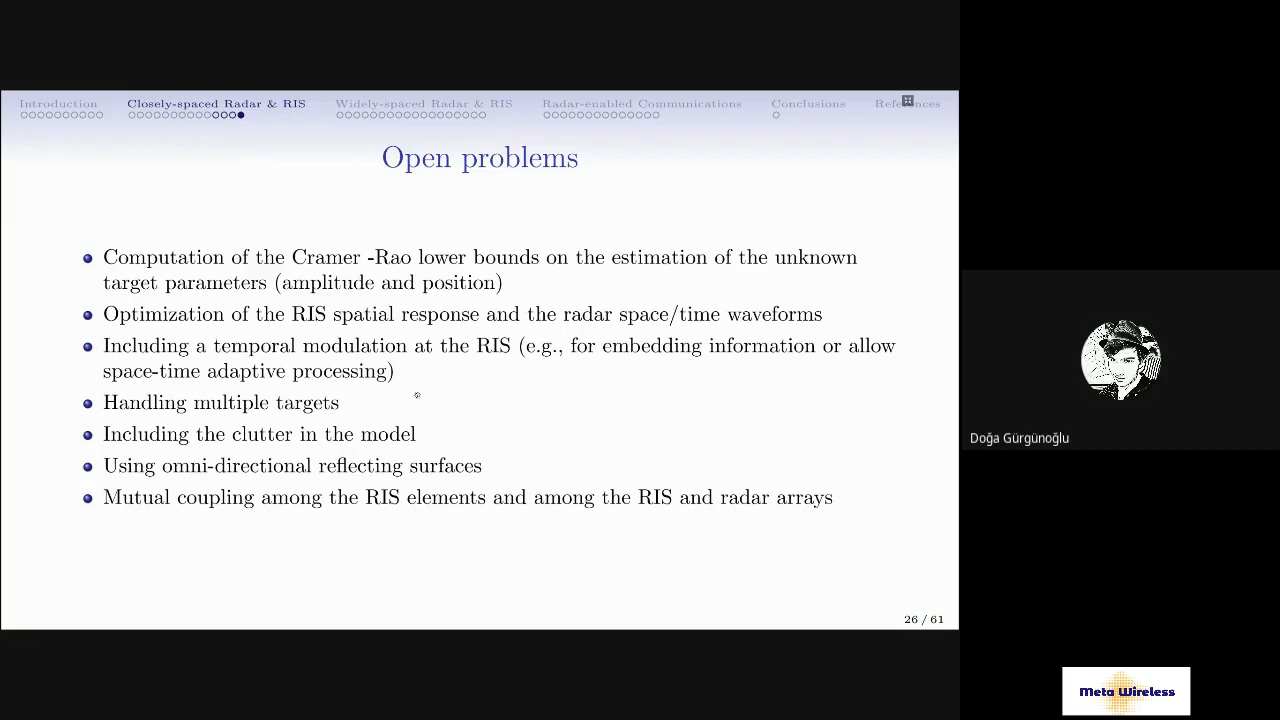 Introduction Closely-spaced Radar & RIS Widely-spaced Radar & RIS Radar-enabled Communications Conclusions
Open problems
Computation of the Cramer -Rao lower bounds on the estimation of the unknown
target parameters (amplitude and position)
Optimization of the RIS spatial response and the radar space/time waveforms
Including a temporal modulation at the RIS (e.g., for embedding information or allow
space-time adaptive processing)
Handling multiple targets
Including the clutter in the model
Using omni-directional reflecting surfaces
Mutual coupling among the RIS elements and among the RIS and radar arrays
26 / 61
Doğa Gürgünoğlu
Meta Wireless